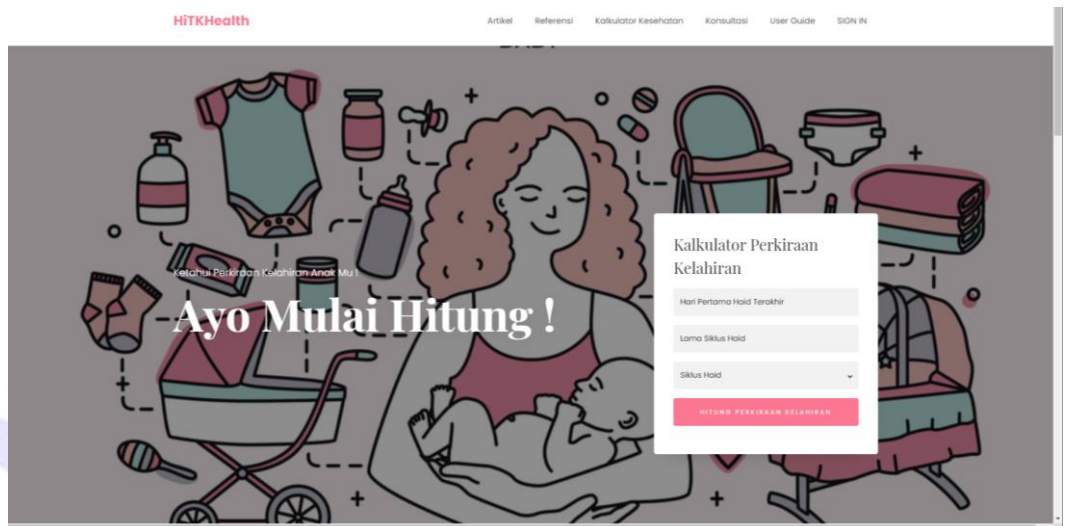 HiTKHealth
Artikel Referensi Kalkulator Kesehatan Konsultasi User Guide SIGN IN
Ketahui Perkiraan Kelahiran Anak Mu !
Ayo Mulai Hitung !
Kalkulator Perkiraan
Kelahiran
Hari Pertama Haid Terakhir
Lama Siklus Haid
Siklus Haid
HITUNG PERKIRAAN KELAHIRAN